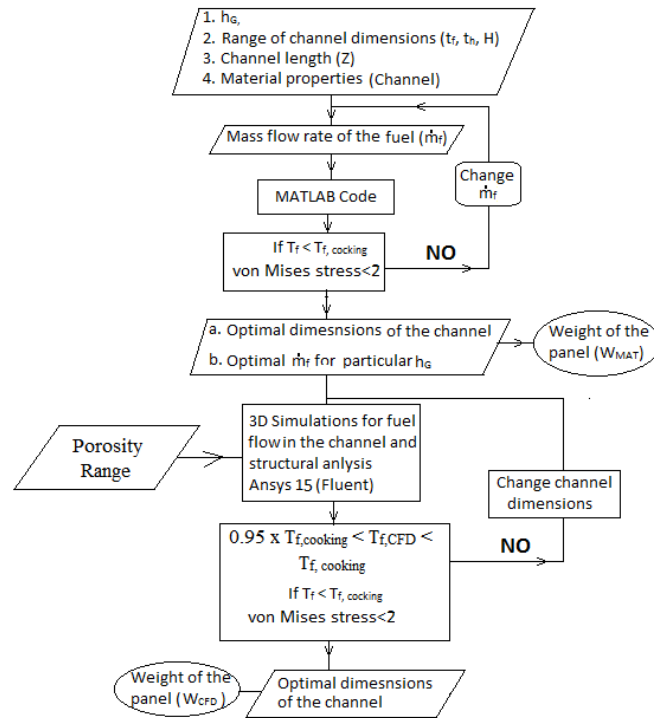 1. hG,
2. Range of channel dimensions (tf, th, H)
3. Channel length (Z)
4. Material properties (Channel)
Mass flow rate of the fuel (ṁf)
Change
ṁf
MATLAB Code
If Tf < Tf, cocking
von Mises stress<2
NO
a. Optimal dimesnsions of the channel
b. Optimal ṁf for particular hG
Weight of the
panel (WMAT)
3D Simulations for fuel
flow in the channel and
structural anlysis
Ansys 15 (Fluent)
Porosity
Range
Change channel
dimensions
0.95 x Tf,cooking < Tf,CFD <
Tf, cooking
If Tf < Tf, cocking
von Mises stress<2
NO
Weight of the
panel (WCFD)
Optimal dimesnsions
of the channel